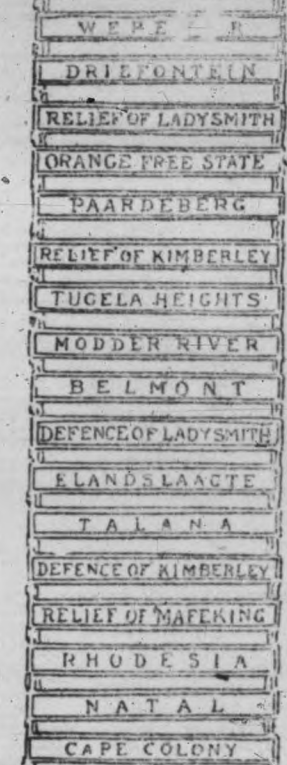 WEPENER
DRIEFONTEIN
RELIEF OF LADYSMITH
ORANGE FREE STATE
PAARDEBERG
RELIEF OF KIMBERLEY
TUGELA HEIGHTS
MODDER RIVER
BELMONT
DEFENCE OF LADYSMITH
ELANDSLAAGTE
TALANA
DEFENCE OF KIMBERLEY
RELIEF OF MAFEKING
RHODESIA
NATAL
CAPE COLONY